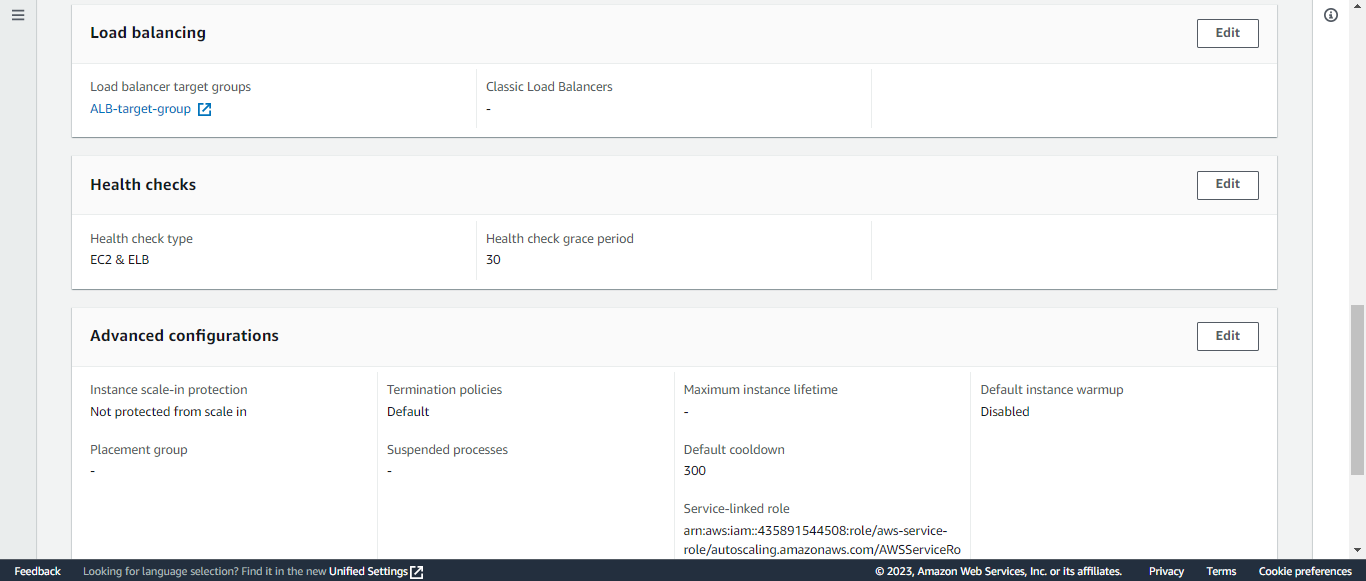 Load balancing
Edit
Load balancer target groups
ALB-target-group
Classic Load Balancers
-
Health checks
Edit
Health check type
EC2 & ELB
Health check grace period
30
Advanced configurations
Edit
Instance scale-in protection
Not protected from scale in
Placement group
-
Termination policies
Default
Suspended processes
-
Maximum instance lifetime
-
Default cooldown
300
Service-linked role
arn:aws:iam::435891544508:role/aws-service-
role/autoscaling.amazonaws.com/AWSServiceRo
Default instance warmup
Disabled
Feedback Looking for language selection? Find it in the new Unified Settings © 2023, Amazon Web Services, Inc. or its affiliates. Privacy Terms Cookie preferences